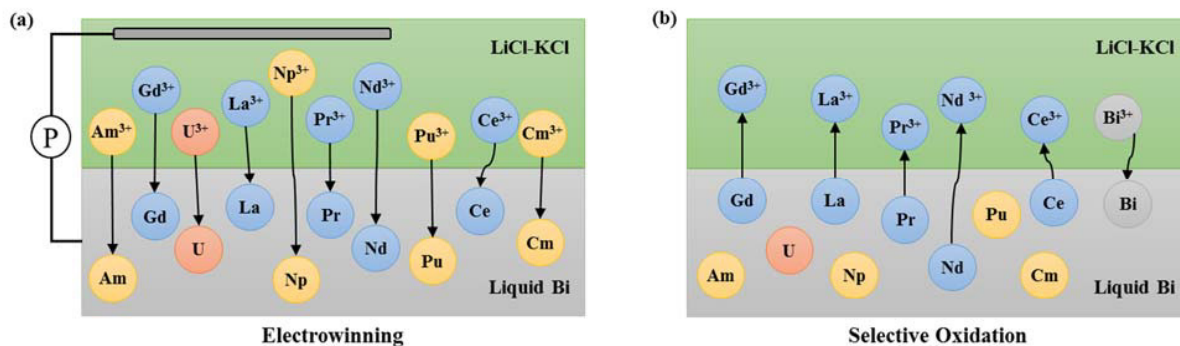 (a)
LiCl-KCl
Np³⁺
Gd³⁺
Nd³⁺
La³⁺
Am³⁺
U³⁺
Pr³⁺
Pu³⁺
Ce³⁺
Cm³⁺
P
Gd
La
Pr
Ce
U
Nd
Cm
Am
Np
Pu
Liquid Bi
Electrowinning
(b)
LiCl-KCl
Gd³⁺
La³⁺
Nd ³⁺
Pr³⁺
Ce³⁺
Bi³⁺
Gd
La
Pr
Pu
Ce
Bi
U
Am
Np
Nd
Cm
Liquid Bi
Selective Oxidation